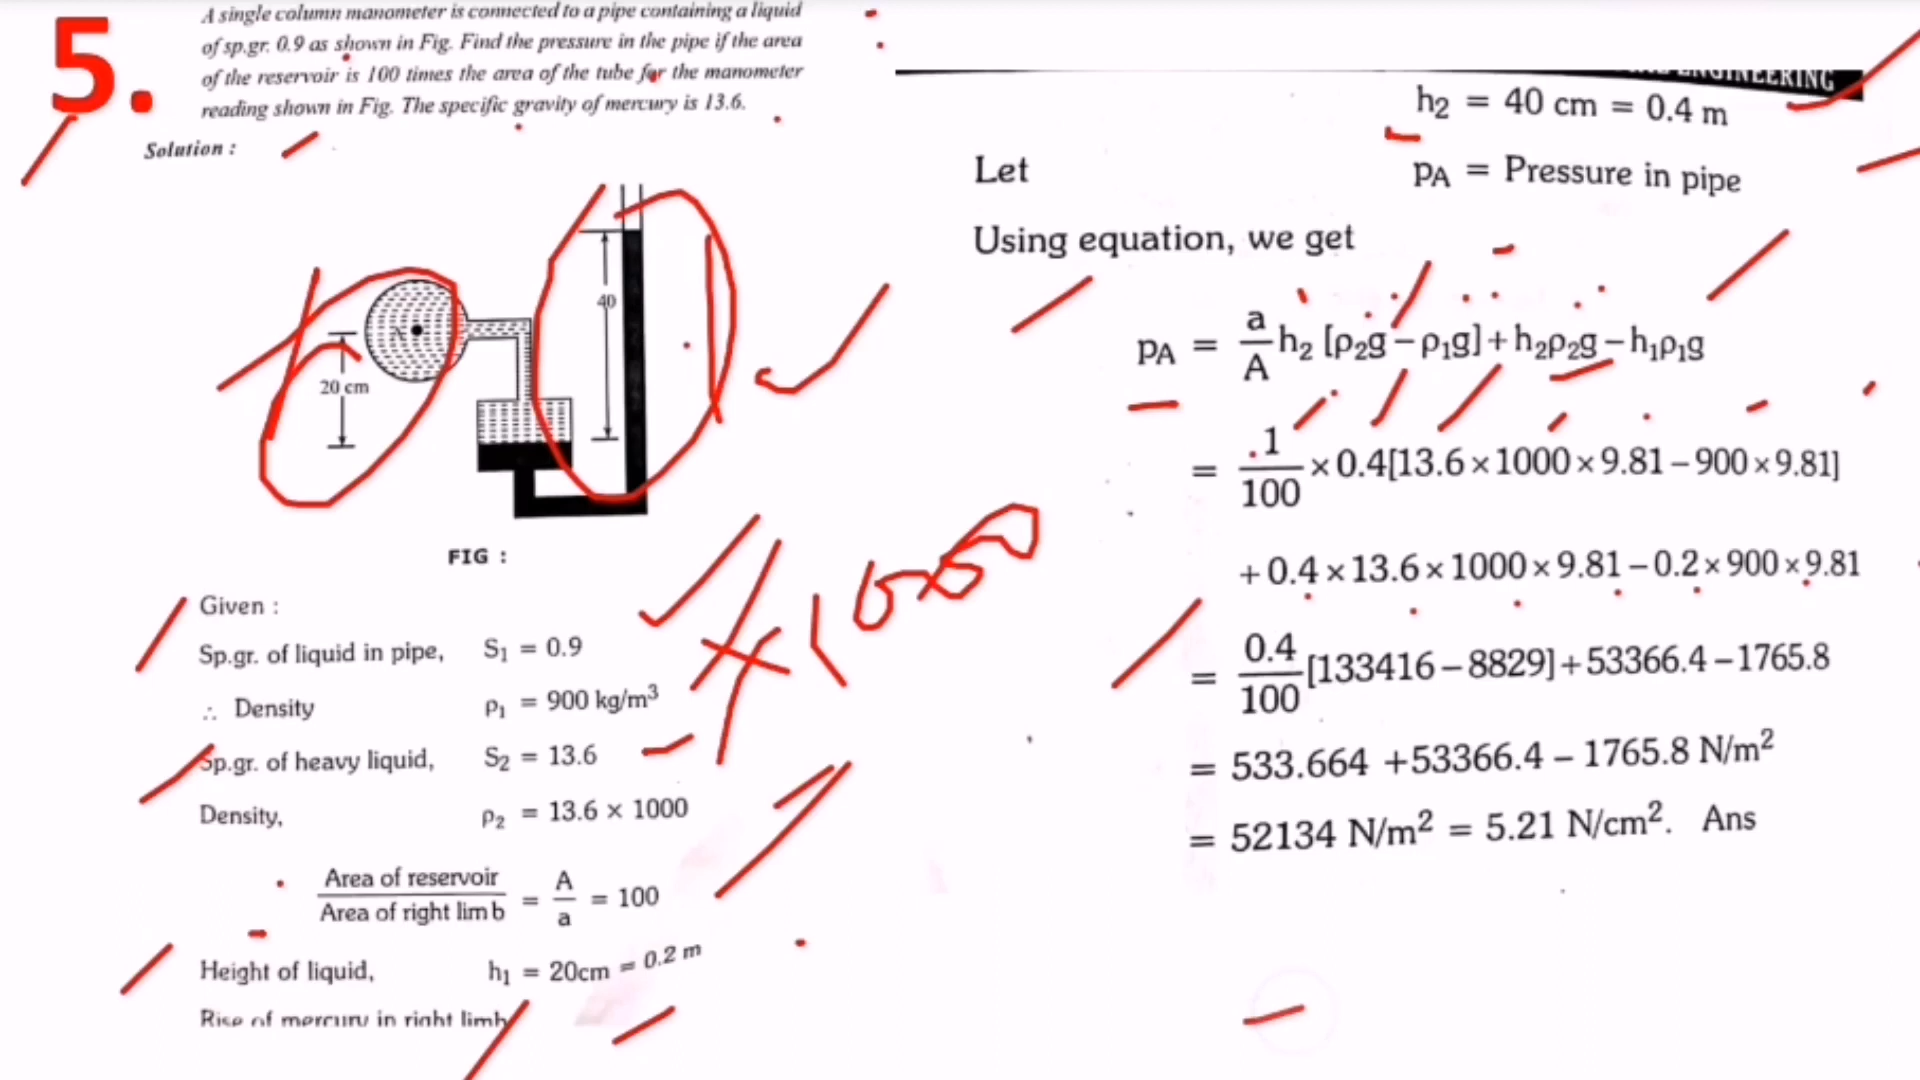 5.
A single column manometer is connected to a pipe containing a liquid
of sp.gr. 0.9 as shown in Fig. Find the pressure in the pipe if the area
of the reservoir is 100 times the area of the tube for the manometer
reading shown in Fig. The specific gravity of mercury is 13.6.
Solution :
40
A
20 cm
FIG :
Given :
Sp.gr. of liquid in pipe, S₁ = 0.9
∴ Density ρ₁ = 900 kg/m³
Sp.gr. of heavy liquid, S₂ = 13.6
Density, ρ₂ = 13.6 × 1000
Area of reservoir / Area of right limb = A / a = 100
Height of liquid, h₁ = 20cm = 0.2 m
Rise of mercury in right limb
ENGINEERING
h₂ = 40 cm = 0.4 m
Let pA = Pressure in pipe
Using equation, we get
pA = a/A h₂ [ρ₂g − ρ₁g] + h₂ρ₂g − h₁ρ₁g
= .1/100 × 0.4[13.6 × 1000 × 9.81 − 900 × 9.81]
+ 0.4 × 13.6 × 1000 × 9.81 − 0.2 × 900 × 9.81
= 0.4/100 [133416 − 8829] + 53366.4 − 1765.8
= 533.664 + 53366.4 − 1765.8 N/m²
= 52134 N/m² = 5.21 N/cm². Ans